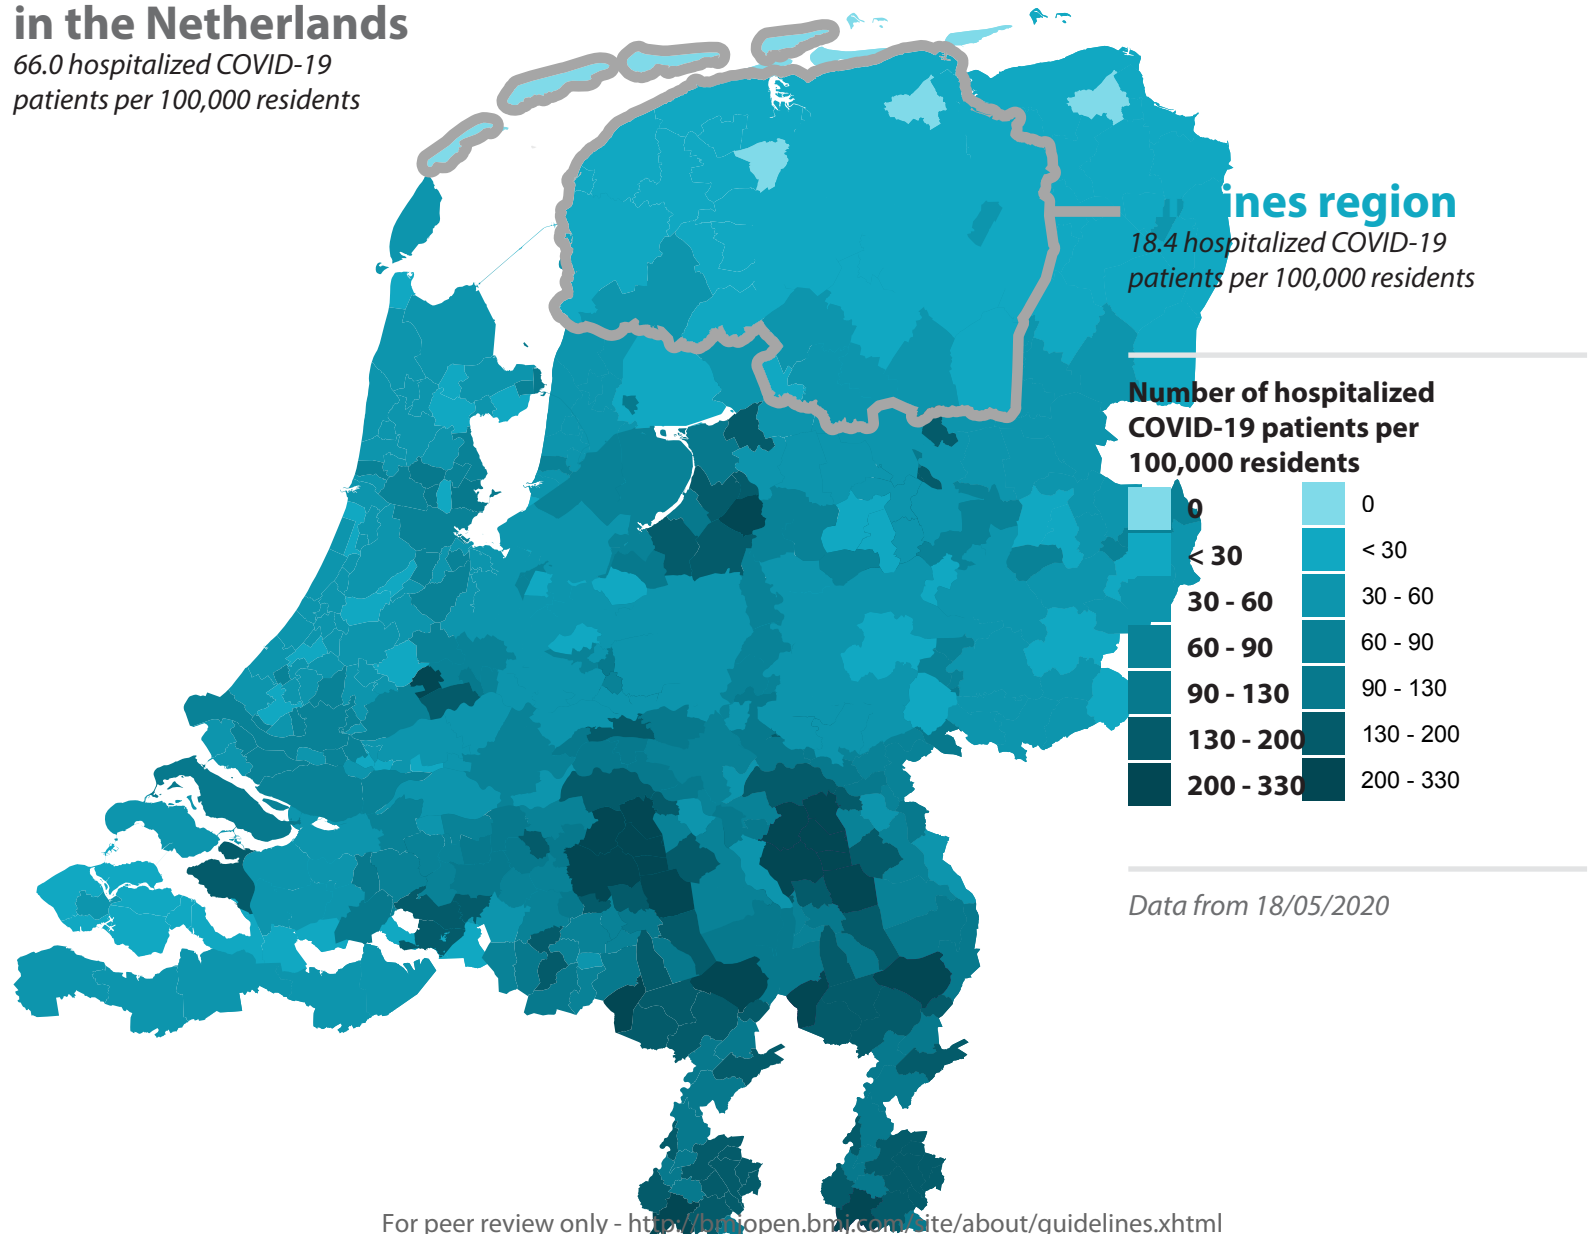 in the Netherlands
66.0 hospitalized COVID-19
patients per 100,000 residents
ines region
18.4 hospitalized COVID-19
patients per 100,000 residents
Number of hospitalized
COVID-19 patients per
100,000 residents
0
< 30
30 - 60
60 - 90
90 - 130
130 - 200
200 - 330
0
< 30
30 - 60
60 - 90
90 - 130
130 - 200
200 - 330
Data from 18/05/2020
For peer review only - http://bmjopen.bmj.com/site/about/guidelines.xhtml